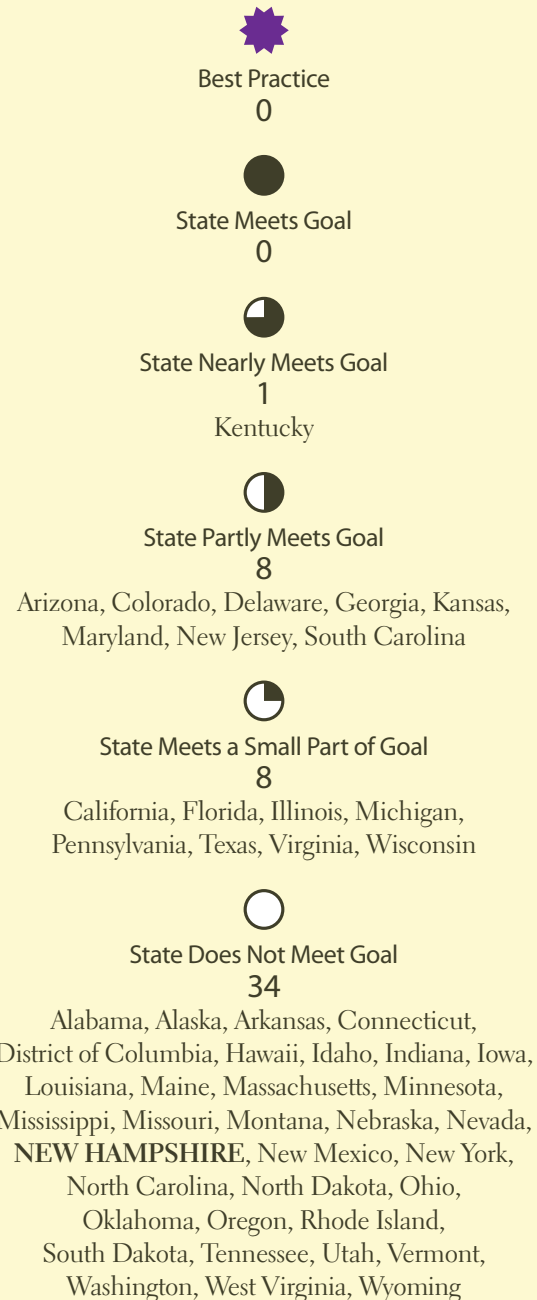 Best Practice
0
State Meets Goal
0
State Nearly Meets Goal
1
Kentucky
State Partly Meets Goal
8
Arizona, Colorado, Delaware, Georgia, Kansas,
Maryland, New Jersey, South Carolina
State Meets a Small Part of Goal
8
California, Florida, Illinois, Michigan,
Pennsylvania, Texas, Virginia, Wisconsin
State Does Not Meet Goal
34
Alabama, Alaska, Arkansas, Connecticut,
District of Columbia, Hawaii, Idaho, Indiana, Iowa,
Louisiana, Maine, Massachusetts, Minnesota,
Mississippi, Missouri, Montana, Nebraska, Nevada,
NEW HAMPSHIRE, New Mexico, New York,
North Carolina, North Dakota, Ohio,
Oklahoma, Oregon, Rhode Island,
South Dakota, Tennessee, Utah, Vermont,
Washington, West Virginia, Wyoming